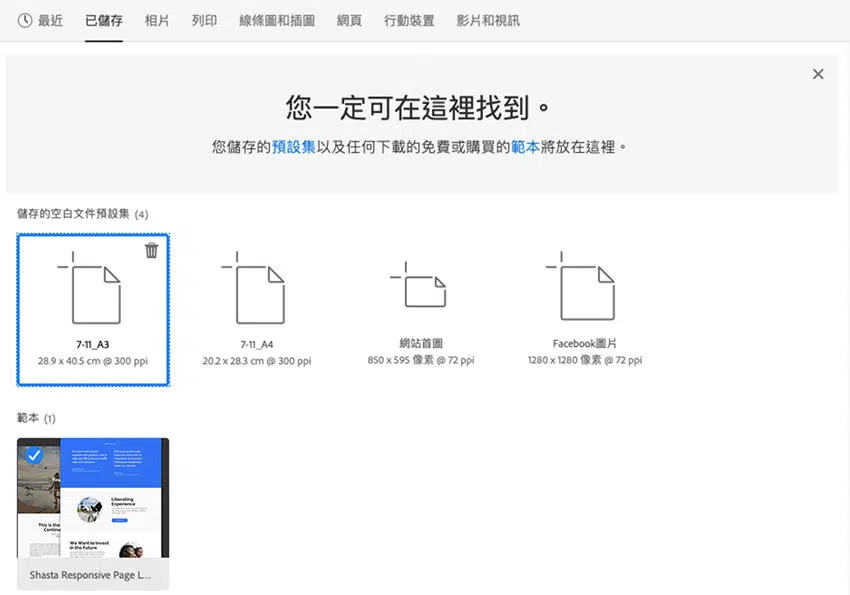 最近 已儲存 相片 列印 線條圖和插圖 網頁 行動裝置 影片和視訊
您一定可在這裡找到。
您儲存的預設集以及任何下載的免費或購買的範本將放在這裡。
儲存的空白文件預設集 (4)
7-11_A3
28.9 x 40.5 cm @ 300 ppi
7-11_A4
20.2 x 28.3 cm @ 300 ppi
網站首圖
850 x 595 像素 @ 72 ppi
Facebook圖片
1280 x 1280 像素 @ 72 ppi
範本 (1)
Liberating
Experience
This is the
Contin
We Want to Invest
in the Future
Shasta Responsive Page L...